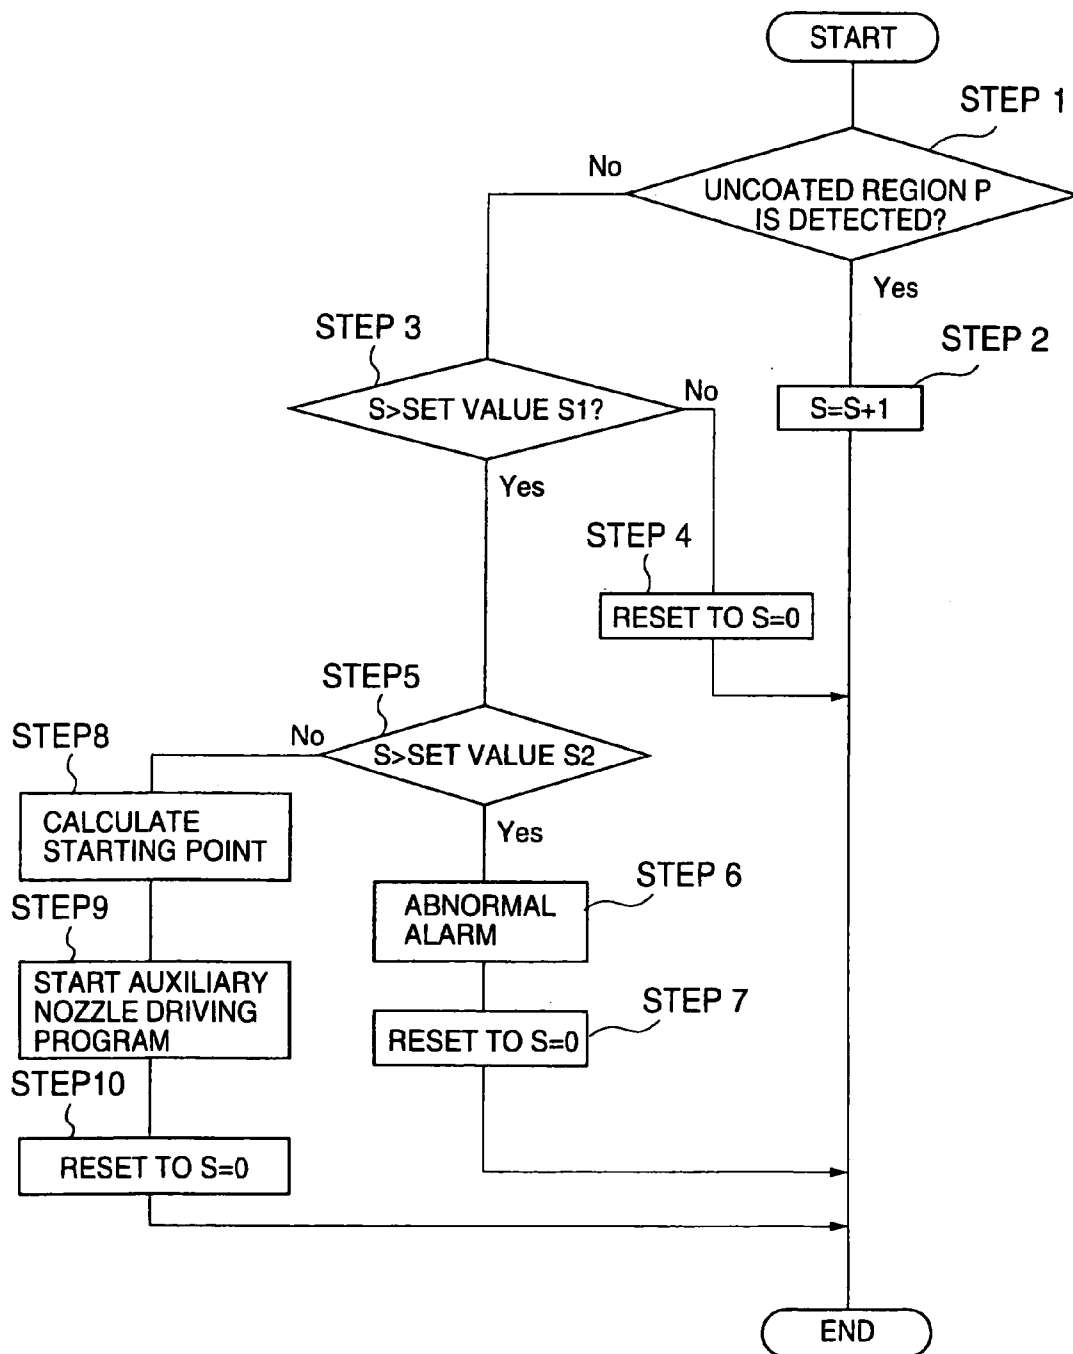 START
STEP 1
No
UNCOATED REGION P
IS DETECTED?
Yes
STEP 3
STEP 2
S>SET VALUE S1?
No
S=S+1
Yes
STEP 4
RESET TO S=0
STEP5
STEP8
No
S>SET VALUE S2
CALCULATE
STARTING POINT
Yes
STEP 6
ABNORMAL
ALARM
STEP9
START AUXILIARY
NOZZLE DRIVING
PROGRAM
STEP 7
RESET TO S=0
STEP10
RESET TO S=0
END